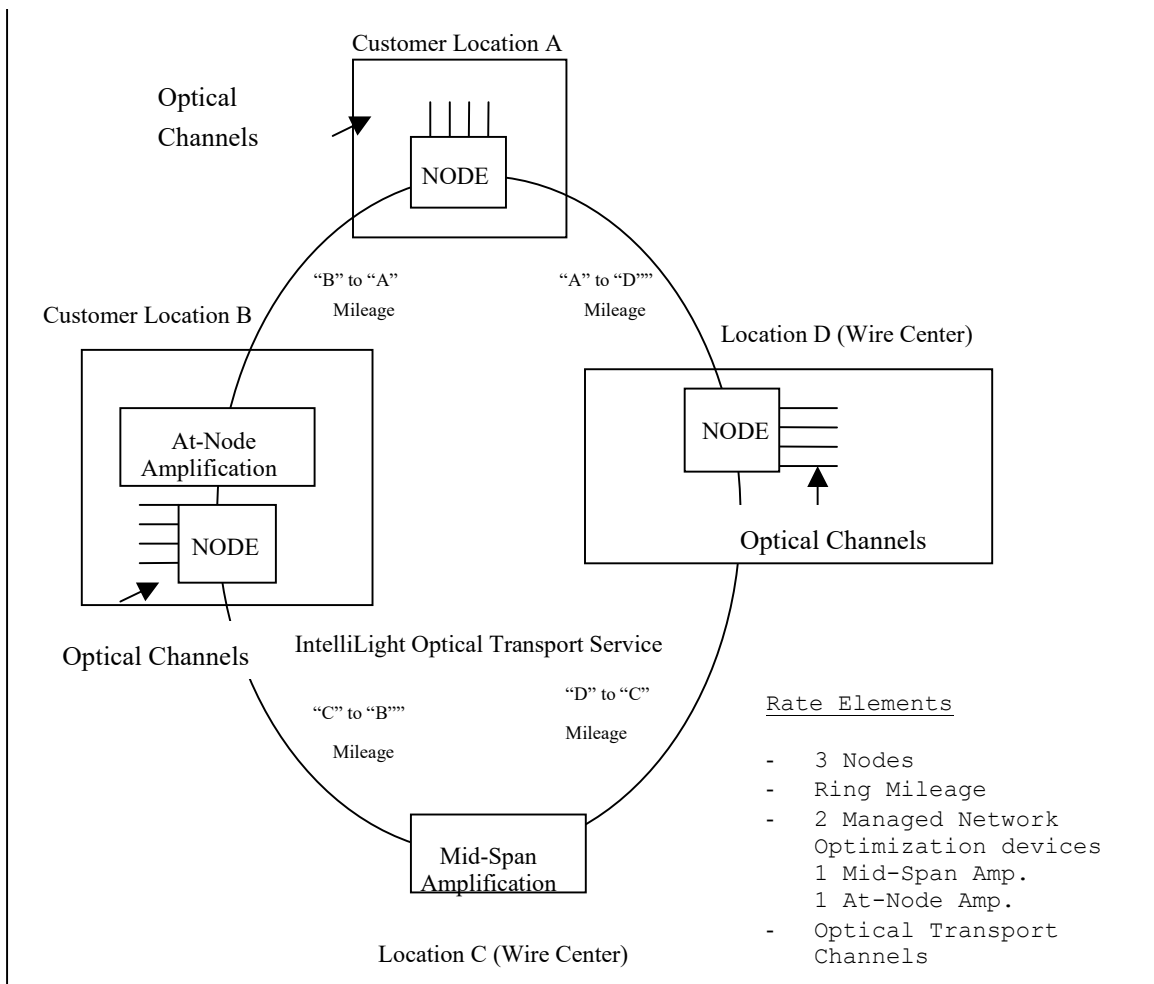 Customer Location A
Optical
Channels
NODE
“B” to “A”
Mileage
“A” to “D””
Mileage
Customer Location B
Location D (Wire Center)
At-Node
Amplification
NODE
NODE
Optical Channels
Optical Channels
IntelliLight Optical Transport Service
“C” to “B””
Mileage
“D” to “C”
Mileage
Mid-Span
Amplification
Location C (Wire Center)
Rate Elements
- 3 Nodes
- Ring Mileage
- 2 Managed Network
Optimization devices
1 Mid-Span Amp.
1 At-Node Amp.
- Optical Transport
Channels